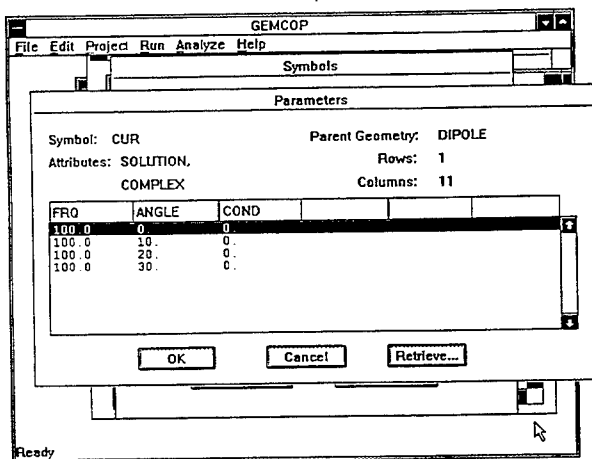 GEMCOP
File Edit Project Run Analyze Help
Symbols
Parameters
Symbol: CUR Parent Geometry: DIPOLE
Attributes: SOLUTION, Rows: 1
COMPLEX Columns: 11
FRQ ANGLE COND
100.0 0. 0.
100.0 10. 0.
100.0 20. 0.
100.0 30. 0.
OK Cancel Retrieve...
Ready